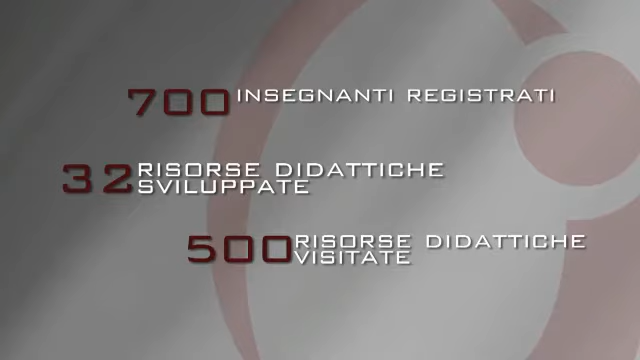 700 INSEGNANTI REGISTRATI
32 RISORSE DIDATTICHE
SVILUPPATE
500 RISORSE DIDATTICHE
VISITATE